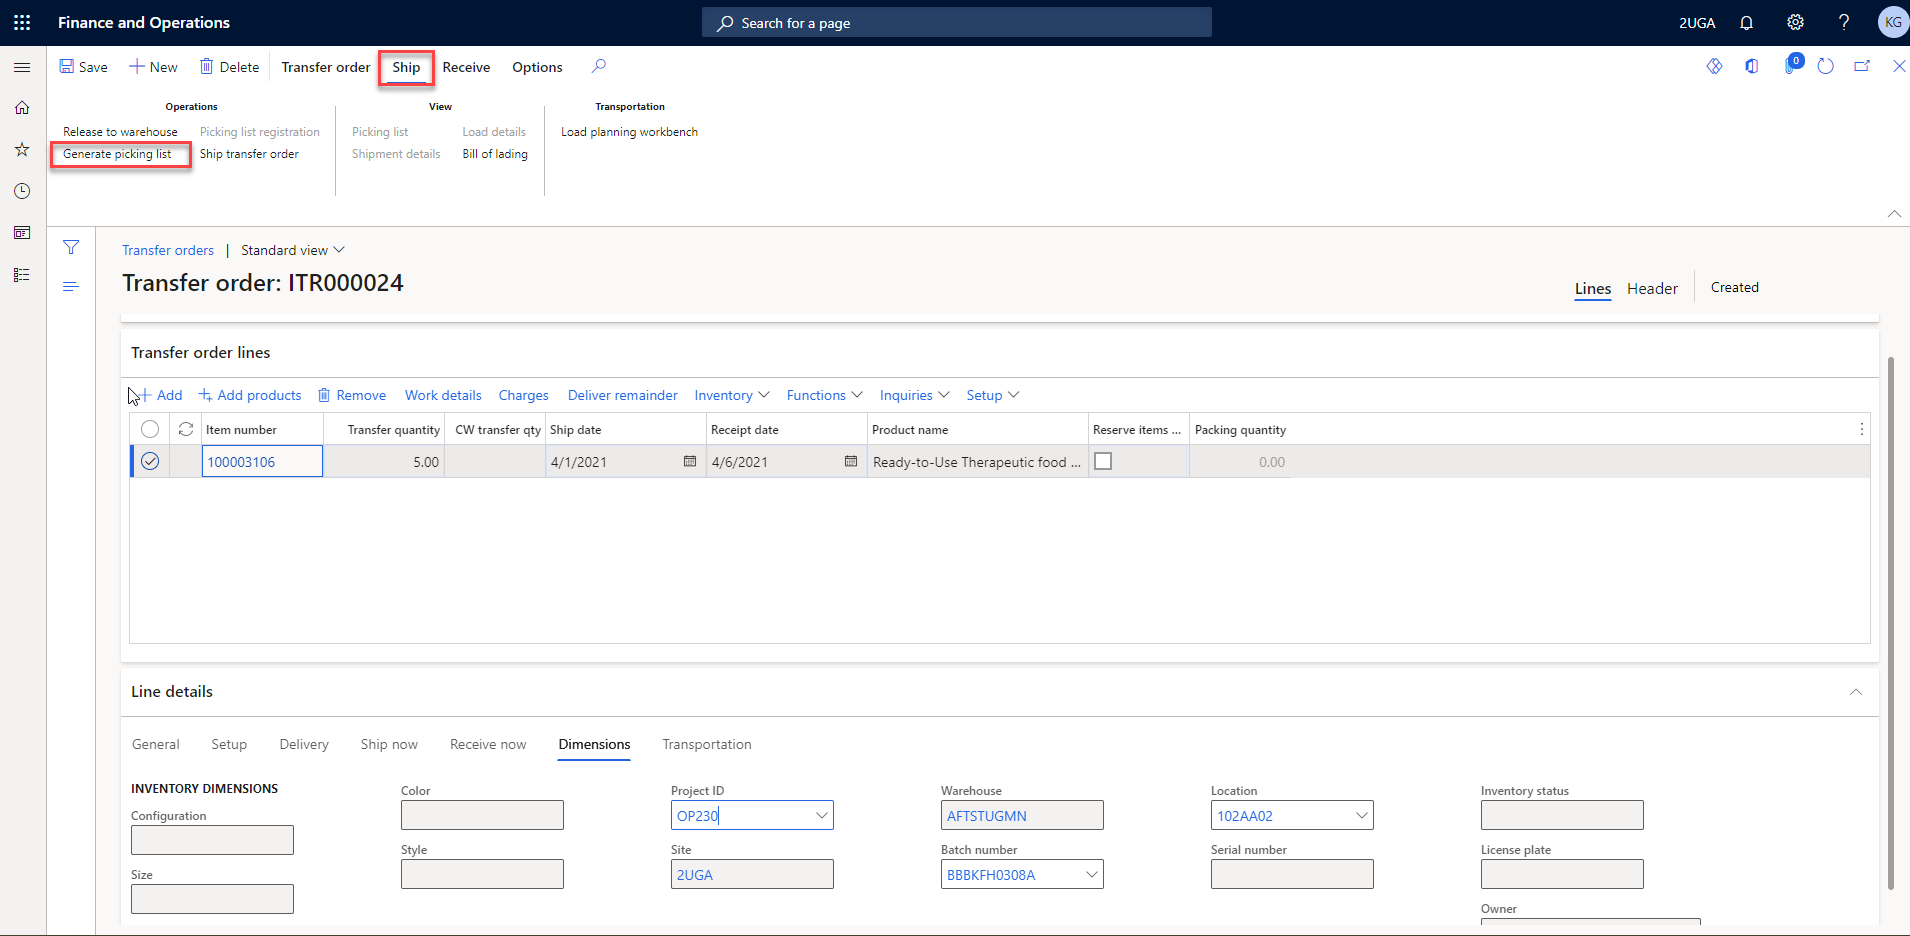 Finance and Operations
Search for a page
2UGA
?
KG
Save
New
Delete
Transfer order
Ship
Receive
Options
0
Operations
View
Transportation
Release to warehouse
Picking list registration
Picking list
Load details
Load planning workbench
Generate picking list
Ship transfer order
Shipment details
Bill of lading
Transfer orders | Standard view
Transfer order: ITR000024
Lines
Header
Created
Transfer order lines
Add
Add products
Remove
Work details
Charges
Deliver remainder
Inventory
Functions
Inquiries
Setup
Item number
Transfer quantity
CW transfer qty
Ship date
Receipt date
Product name
Reserve items ...
Packing quantity
100003106
5.00
4/1/2021
4/6/2021
Ready-to-Use Therapeutic food ...
0.00
Line details
General
Setup
Delivery
Ship now
Receive now
Dimensions
Transportation
INVENTORY DIMENSIONS
Configuration
Size
Color
Style
Project ID
OP230
Site
2UGA
Warehouse
AFTSTUGMN
Batch number
BBBKFH0308A
Location
102AA02
Serial number
Inventory status
License plate
Owner